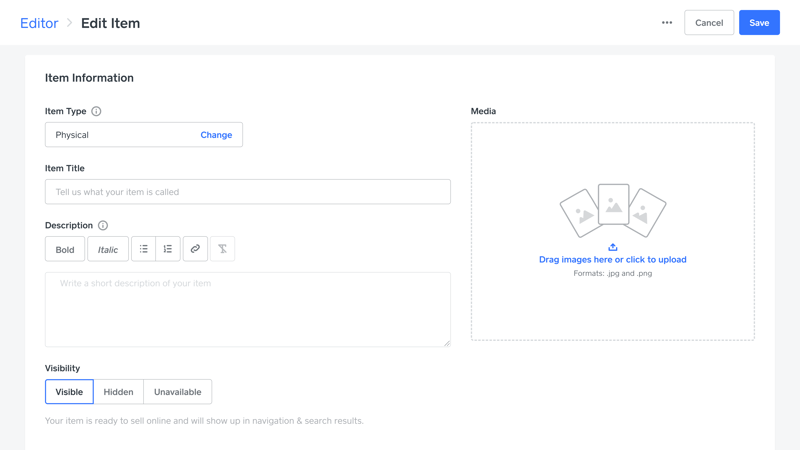 Editor > Edit Item
••• Cancel Save
Item Information
Item Type
Physical Change
Item Title
Tell us what your item is called
Description
Bold Italic
Write a short description of your item
Visibility
Visible Hidden Unavailable
Your item is ready to sell online and will show up in navigation & search results.
Media
Drag images here or click to upload
Formats: .jpg and .png